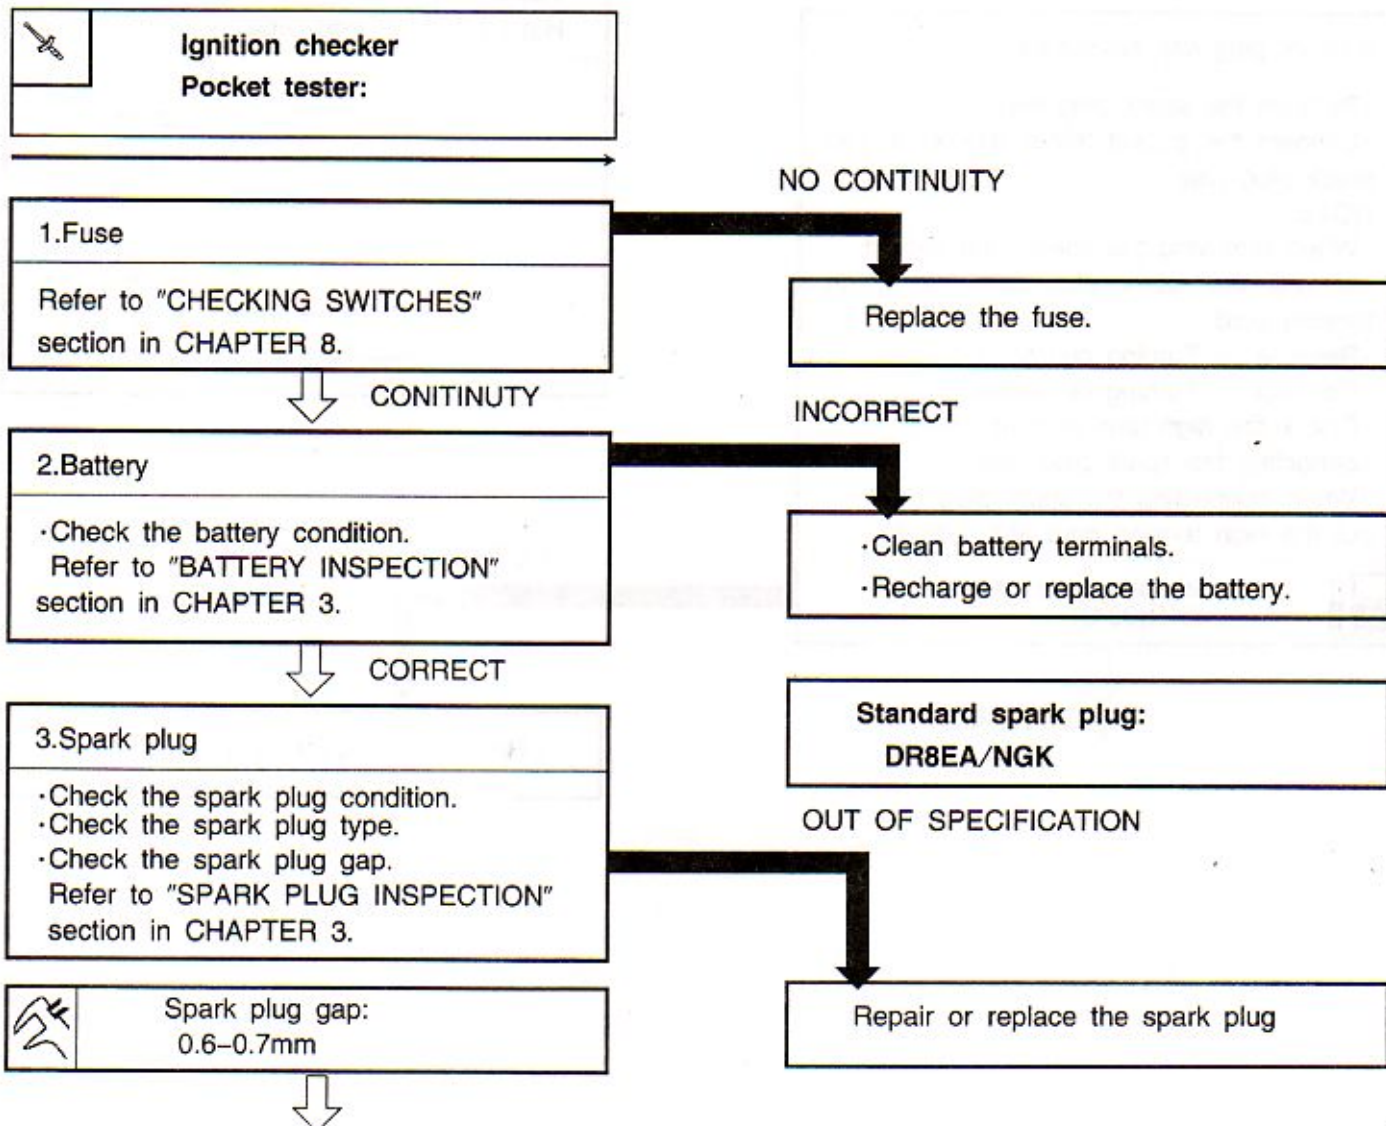 Ignition checker
Pocket tester:
NO CONTINUITY
1.Fuse
Refer to "CHECKING SWITCHES"
section in CHAPTER 8.
Replace the fuse.
CONITINUTY
INCORRECT
2.Battery
·Check the battery condition.
Refer to "BATTERY INSPECTION"
section in CHAPTER 3.
·Clean battery terminals.
·Recharge or replace the battery.
CORRECT
Standard spark plug:
DR8EA/NGK
3.Spark plug
·Check the spark plug condition.
·Check the spark plug type.
·Check the spark plug gap.
Refer to "SPARK PLUG INSPECTION"
section in CHAPTER 3.
OUT OF SPECIFICATION
Spark plug gap:
0.6–0.7mm
Repair or replace the spark plug